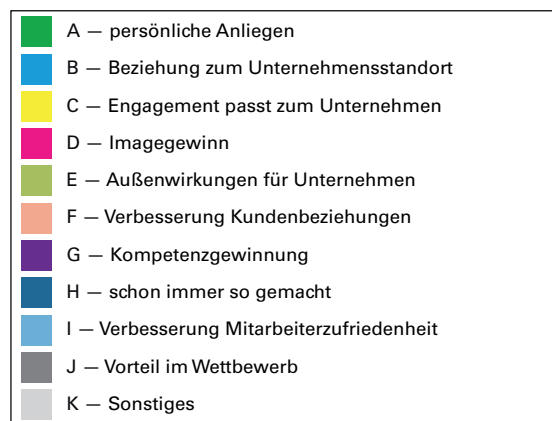 A — persönliche Anliegen
B — Beziehung zum Unternehmensstandort
C — Engagement passt zum Unternehmen
D — Imagegewinn
E — Außenwirkungen für Unternehmen
F — Verbesserung Kundenbeziehungen
G — Kompetenzgewinnung
H — schon immer so gemacht
I — Verbesserung Mitarbeiterzufriedenheit
J — Vorteil im Wettbewerb
K — Sonstiges